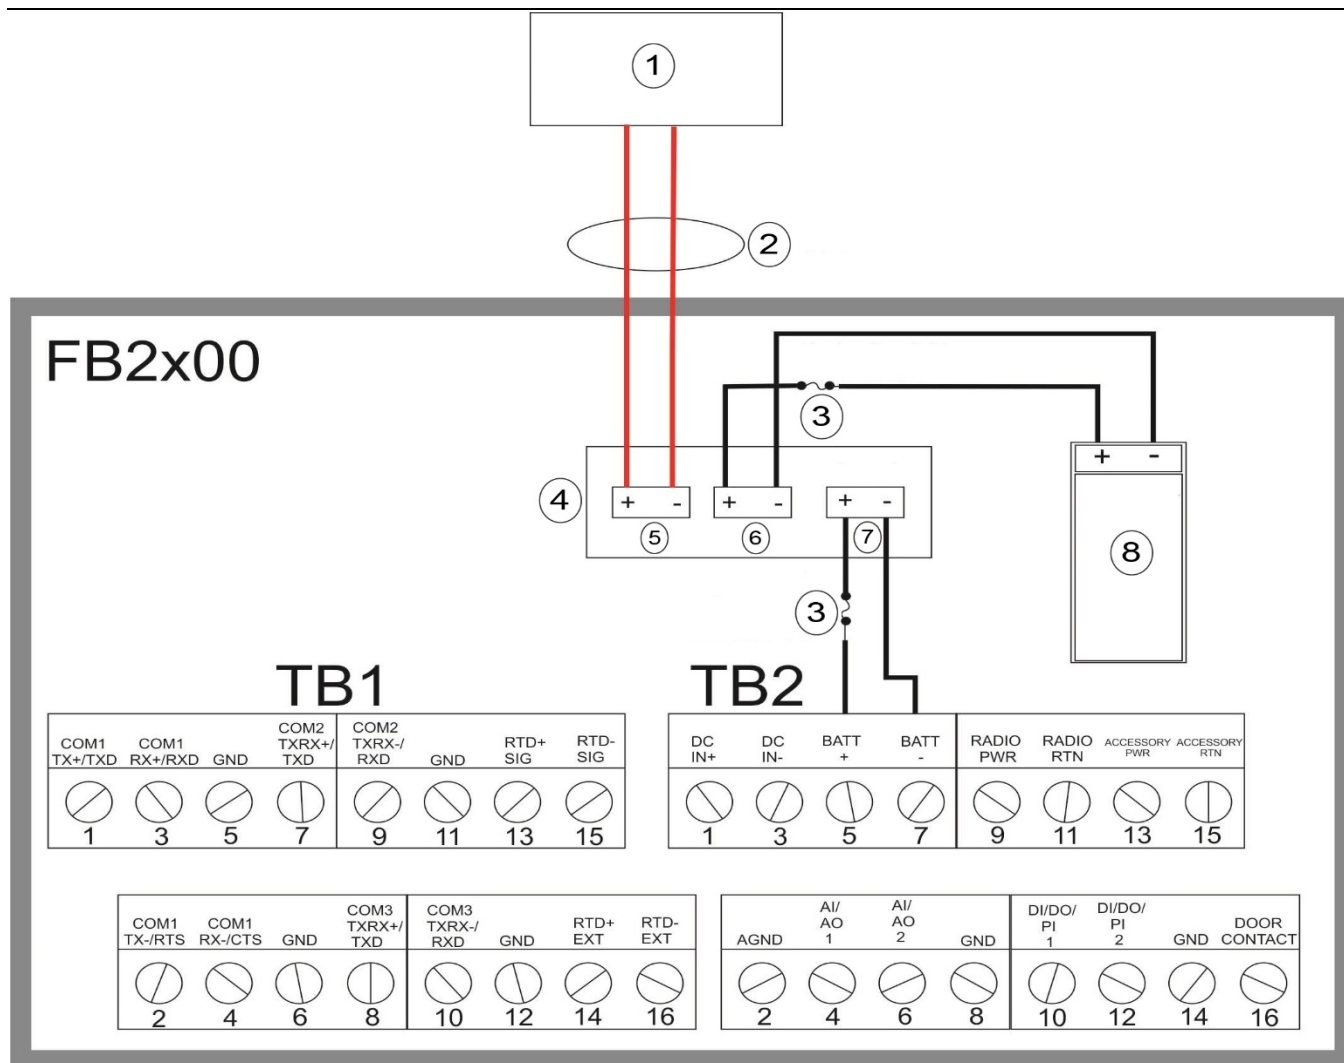 1
2
FB2x00
3
+ -
4
+ - + - + -
5 6 7
8
3
TB1 TB2
COM1 TX+/TXD
COM1 RX+/RXD
GND
COM2 TXRX+/ TXD
COM2 TXRX-/ RXD
GND
RTD+ SIG
RTD- SIG
1 3 5 7 9 11 13 15
DC IN+
DC IN-
BATT +
BATT -
RADIO PWR
RADIO RTN
ACCESSORY PWR
ACCESSORY RTN
1 3 5 7 9 11 13 15
COM1 TX-/RTS
COM1 RX-/CTS
GND
COM3 TXRX+/ TXD
COM3 TXRX-/ RXD
GND
RTD+ EXT
RTD- EXT
2 4 6 8 10 12 14 16
AGND
AI/ AO 1
AI/ AO 2
GND
DI/DO/ PI 1
DI/DO/ PI 2
GND
DOOR CONTACT
2 4 6 8 10 12 14 16